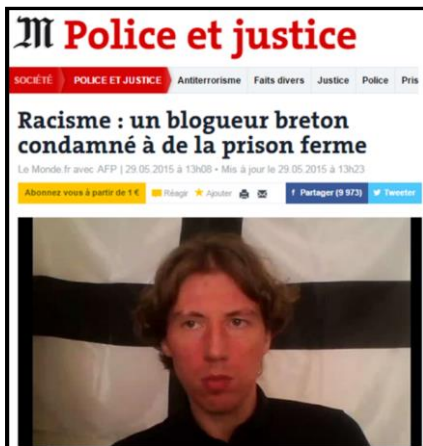 M Police et justice
SOCIÉTÉ POLICE ET JUSTICE Antiterrorisme Faits divers Justice Police Pris
Racisme : un blogueur breton
condamné à de la prison ferme
Le Monde.fr avec AFP | 29.05.2015 à 13h08 • Mis à jour le 29.05.2015 à 13h23
Abonnez vous à partir de 1 € Réagir Ajouter f Partager (9 973) Tweeter